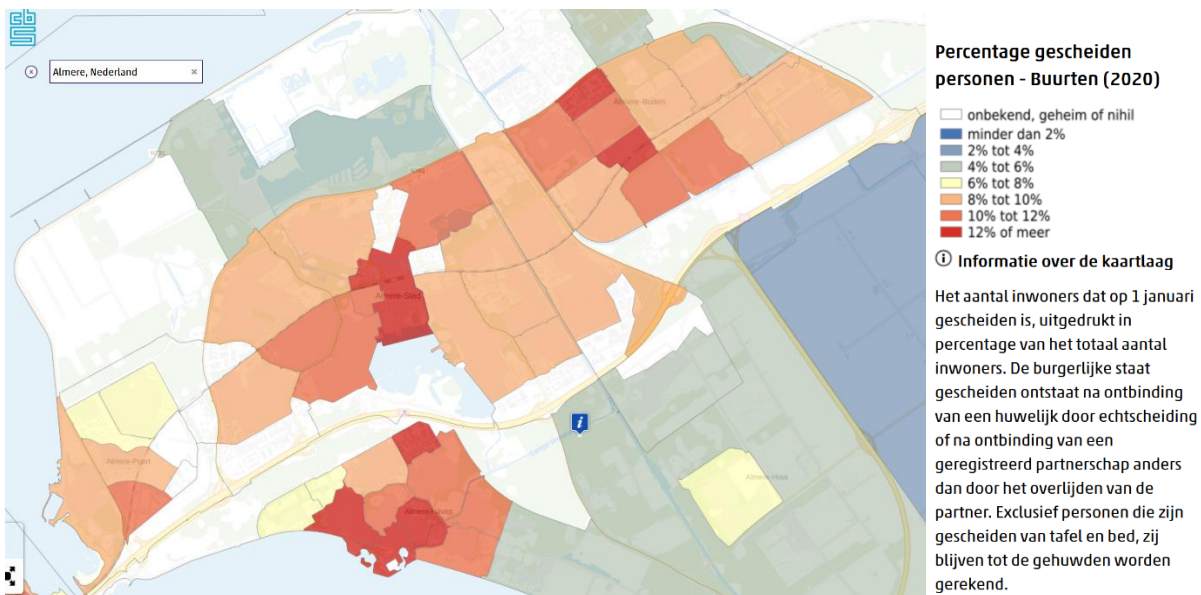 cbs
Almere, Nederland ×
Almere-Buiten
Almere-Stad
Almere-Poort
Almere-Haven
Almere-Hout
i
Percentage gescheiden
personen - Buurten (2020)
onbekend, geheim of nihil
minder dan 2%
2% tot 4%
4% tot 6%
6% tot 8%
8% tot 10%
10% tot 12%
12% of meer
i Informatie over de kaartlaag
Het aantal inwoners dat op 1 januari
gescheiden is, uitgedrukt in
percentage van het totaal aantal
inwoners. De burgerlijke staat
gescheiden ontstaat na ontbinding
van een huwelijk door echtscheiding
of na ontbinding van een
geregistreerd partnerschap anders
dan door het overlijden van de
partner. Exclusief personen die zijn
gescheiden van tafel en bed, zij
blijven tot de gehuwden worden
gerekend.